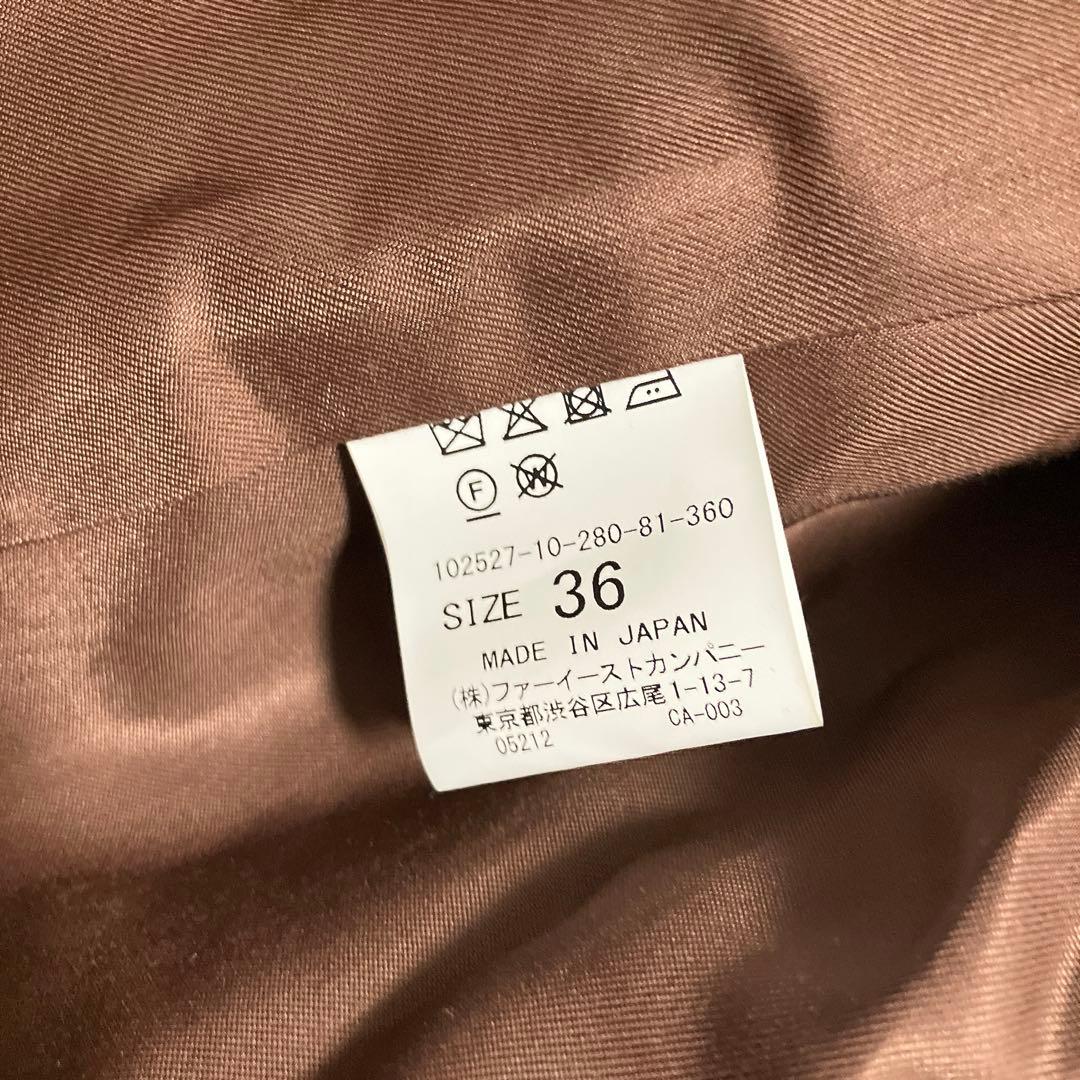 F W
102527-10-280-81-360
SIZE 36
MADE IN JAPAN
(株)ファーイーストカンパニー
東京都渋谷区広尾1-13-7
05212 CA-003